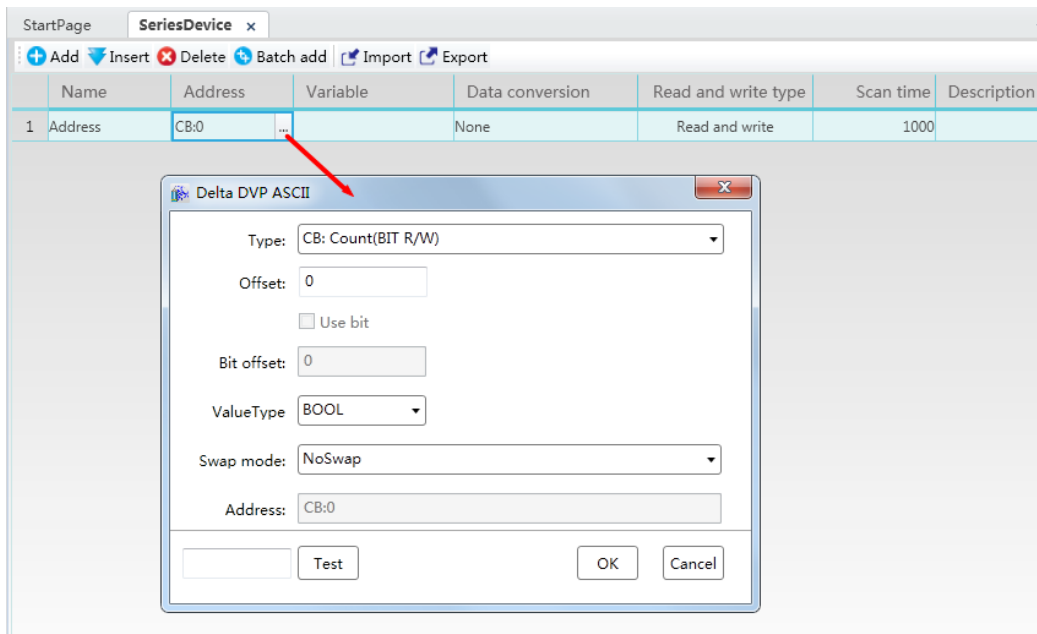 StartPage SeriesDevice x
Add Insert Delete Batch add Import Export
Name Address Variable Data conversion Read and write type Scan time Description
1 Address CB:0 ... None Read and write 1000
Delta DVP ASCII
Type: CB: Count(BIT R/W)
Offset: 0
Use bit
Bit offset: 0
ValueType BOOL
Swap mode: NoSwap
Address: CB:0
Test OK Cancel